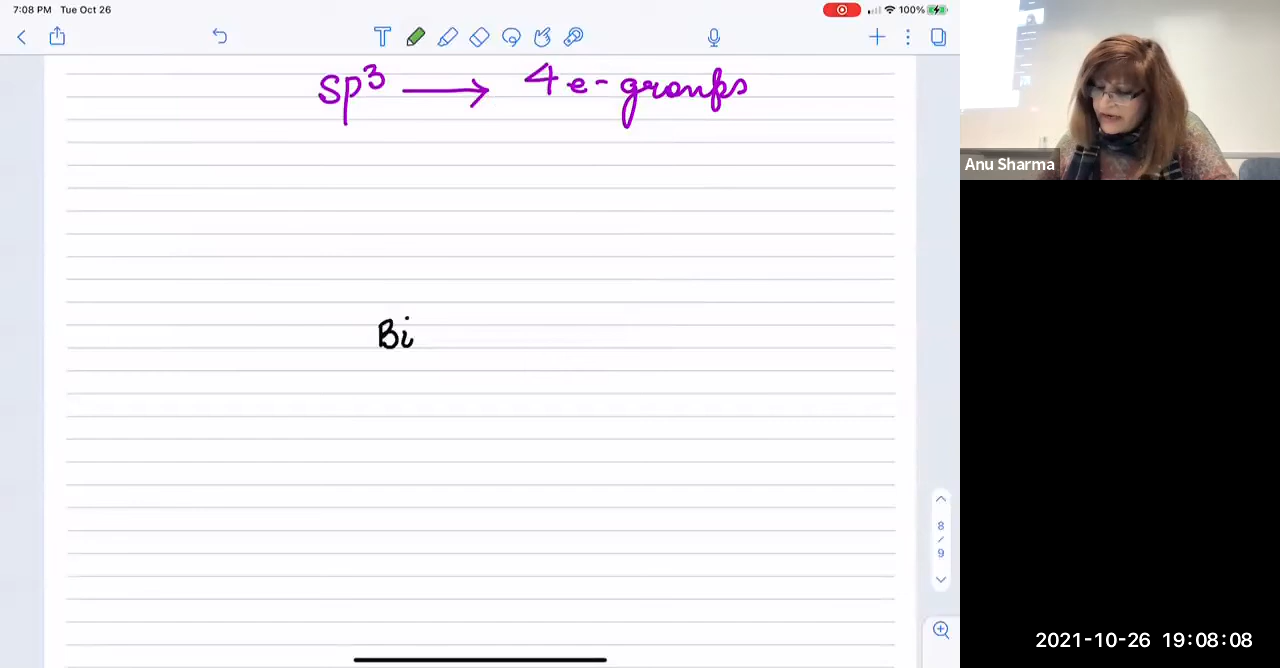 7:08 PM Tue Oct 26
100%
sp³ → 4 e- groups
Anu Sharma
Bi
8
/
9
2021-10-26 19:08:08